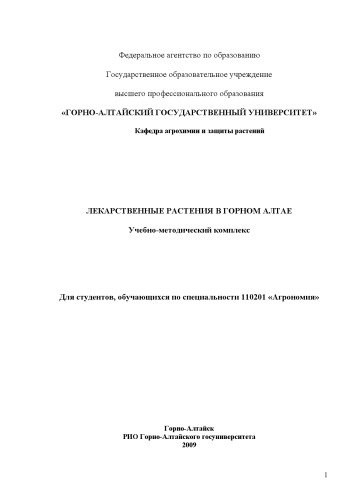 Федеральное агентство по образованию
Государственное образовательное учреждение
высшего профессионального образования
«ГОРНО-АЛТАЙСКИЙ ГОСУДАРСТВЕННЫЙ УНИВЕРСИТЕТ»
Кафедра агрохимии и защиты растений
ЛЕКАРСТВЕННЫЕ РАСТЕНИЯ В ГОРНОМ АЛТАЕ
Учебно-методический комплекс
Для студентов, обучающихся по специальности 110201 «Агрономия»
Горно-Алтайск
РИО Горно-Алтайского госуниверситета
2009
1